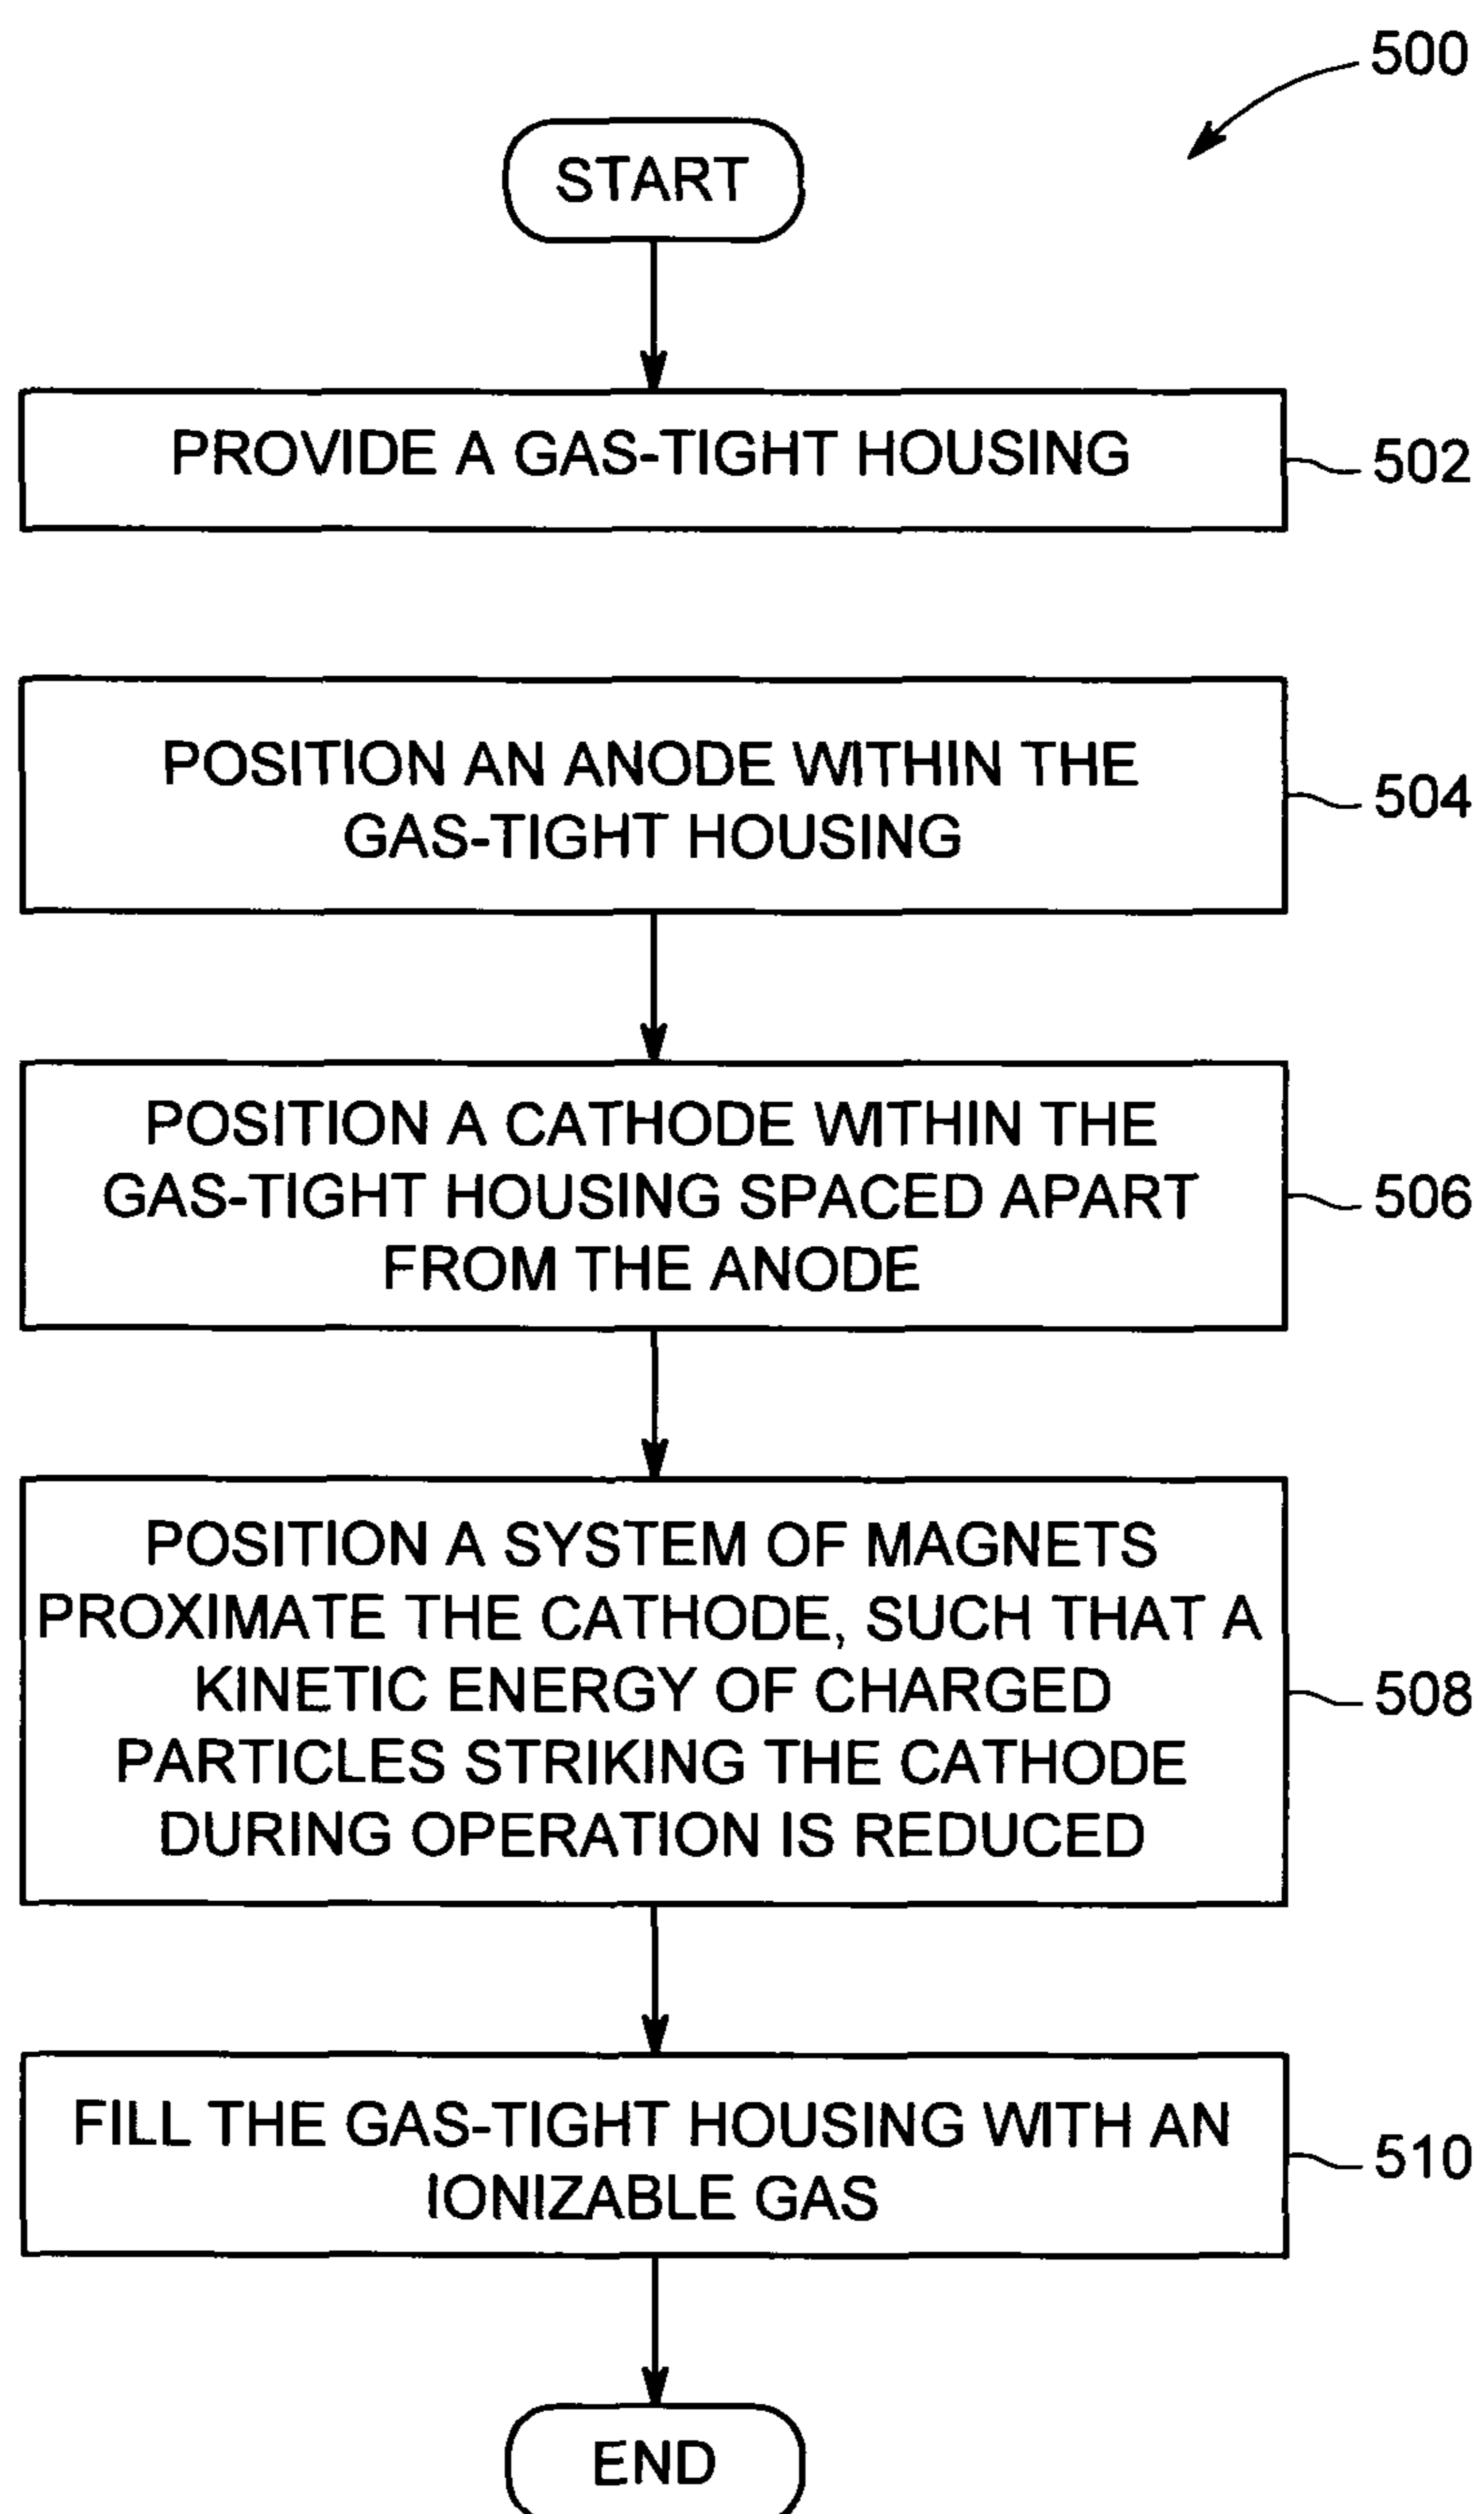 500
START
PROVIDE A GAS-TIGHT HOUSING
502
POSITION AN ANODE WITHIN THE
GAS-TIGHT HOUSING
504
POSITION A CATHODE WITHIN THE
GAS-TIGHT HOUSING SPACED APART
FROM THE ANODE
506
POSITION A SYSTEM OF MAGNETS
PROXIMATE THE CATHODE, SUCH THAT A
KINETIC ENERGY OF CHARGED
PARTICLES STRIKING THE CATHODE
DURING OPERATION IS REDUCED
508
FILL THE GAS-TIGHT HOUSING WITH AN
IONIZABLE GAS
510
END